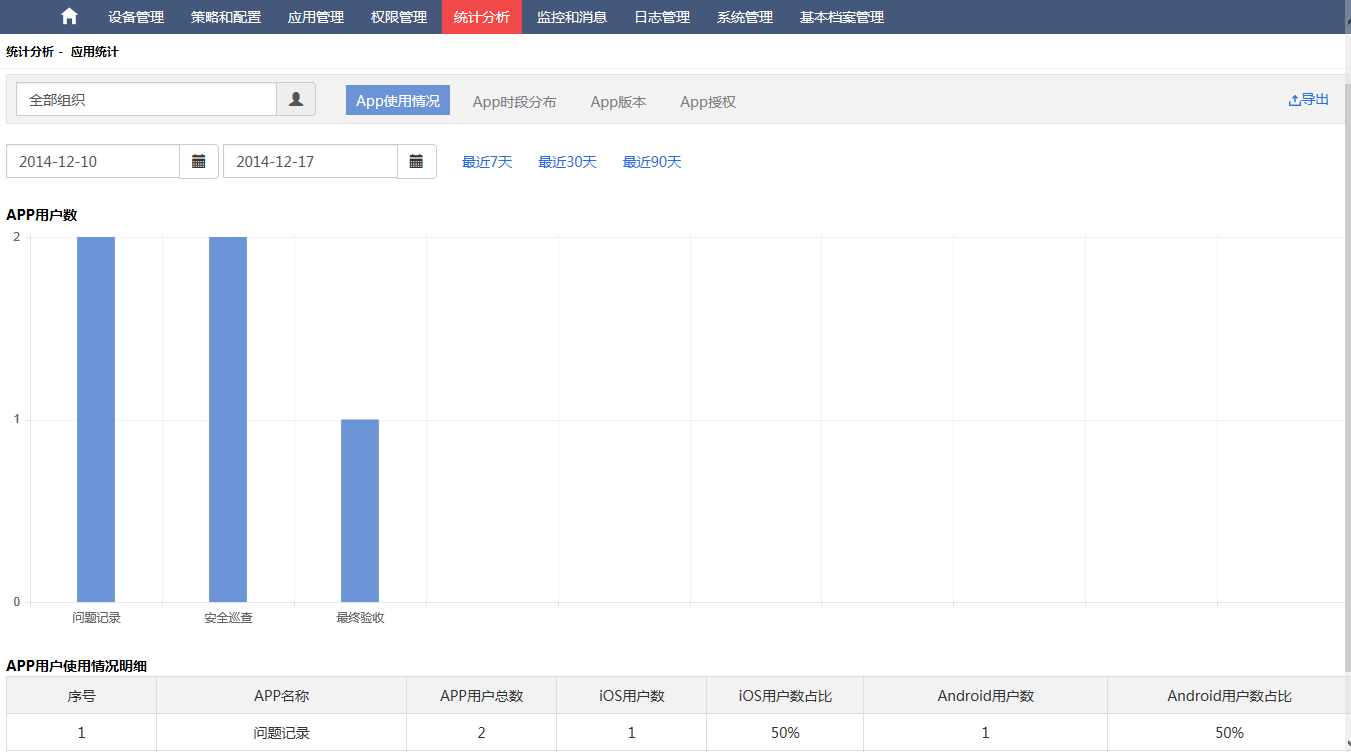 设备管理 策略和配置 应用管理 权限管理 统计分析 监控和消息 日志管理 系统管理 基本档案管理
统计分析 - 应用统计
全部组织 App使用情况 App时段分布 App版本 App授权 导出
2014-12-10 2014-12-17 最近7天 最近30天 最近90天
APP用户数
2
1
0
问题记录 安全巡查 最终验收
APP用户使用情况明细
序号 APP名称 APP用户总数 iOS用户数 iOS用户数占比 Android用户数 Android用户数占比
1 问题记录 2 1 50% 1 50%